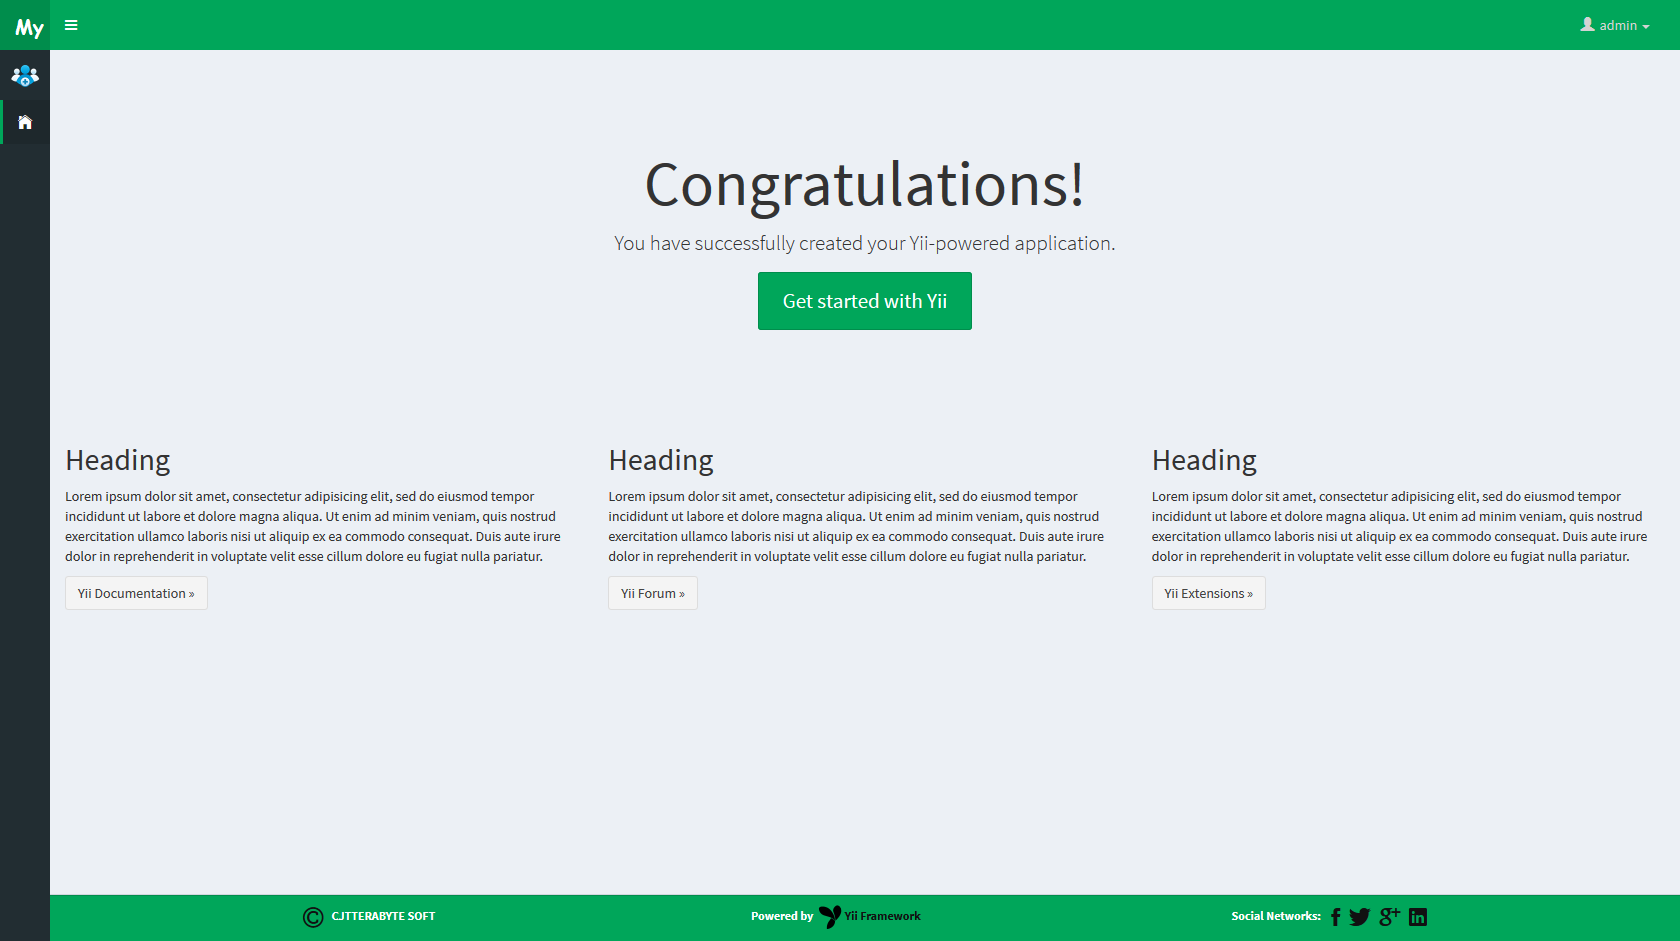 My
admin
Congratulations!
You have successfully created your Yii-powered application.
Get started with Yii
Heading
Lorem ipsum dolor sit amet, consectetur adipisicing elit, sed do eiusmod tempor
incididunt ut labore et dolore magna aliqua. Ut enim ad minim veniam, quis nostrud
exercitation ullamco laboris nisi ut aliquip ex ea commodo consequat. Duis aute irure
dolor in reprehenderit in voluptate velit esse cillum dolore eu fugiat nulla pariatur.
Yii Documentation »
Heading
Lorem ipsum dolor sit amet, consectetur adipisicing elit, sed do eiusmod tempor
incididunt ut labore et dolore magna aliqua. Ut enim ad minim veniam, quis nostrud
exercitation ullamco laboris nisi ut aliquip ex ea commodo consequat. Duis aute irure
dolor in reprehenderit in voluptate velit esse cillum dolore eu fugiat nulla pariatur.
Yii Forum »
Heading
Lorem ipsum dolor sit amet, consectetur adipisicing elit, sed do eiusmod tempor
incididunt ut labore et dolore magna aliqua. Ut enim ad minim veniam, quis nostrud
exercitation ullamco laboris nisi ut aliquip ex ea commodo consequat. Duis aute irure
dolor in reprehenderit in voluptate velit esse cillum dolore eu fugiat nulla pariatur.
Yii Extensions »
© CJTTERABYTE SOFT
Powered by Yii Framework
Social Networks: